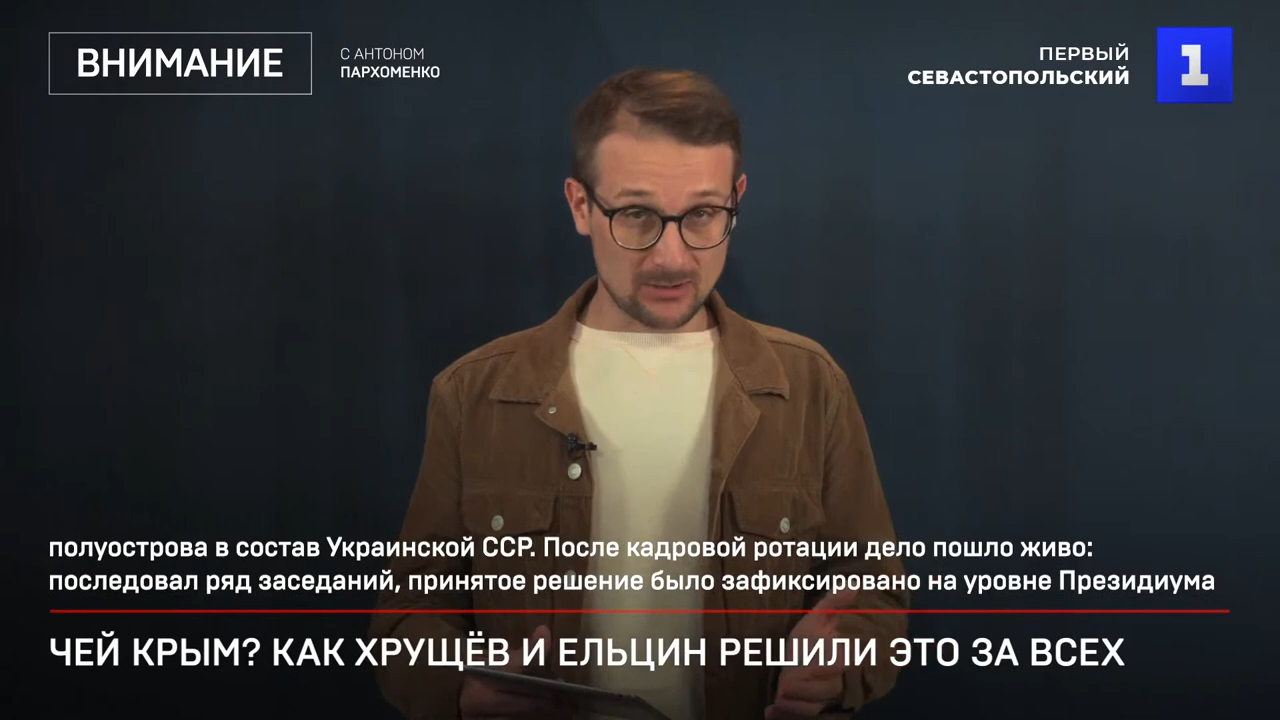 ВНИМАНИЕ
С АНТОНОМ
ПАРХОМЕНКО
ПЕРВЫЙ
СЕВАСТОПОЛЬСКИЙ
1
полуострова в состав Украинской ССР. После кадровой ротации дело пошло живо:
последовал ряд заседаний, принятое решение было зафиксировано на уровне Президиума
ЧЕЙ КРЫМ? КАК ХРУЩЁВ И ЕЛЬЦИН РЕШИЛИ ЭТО ЗА ВСЕХ